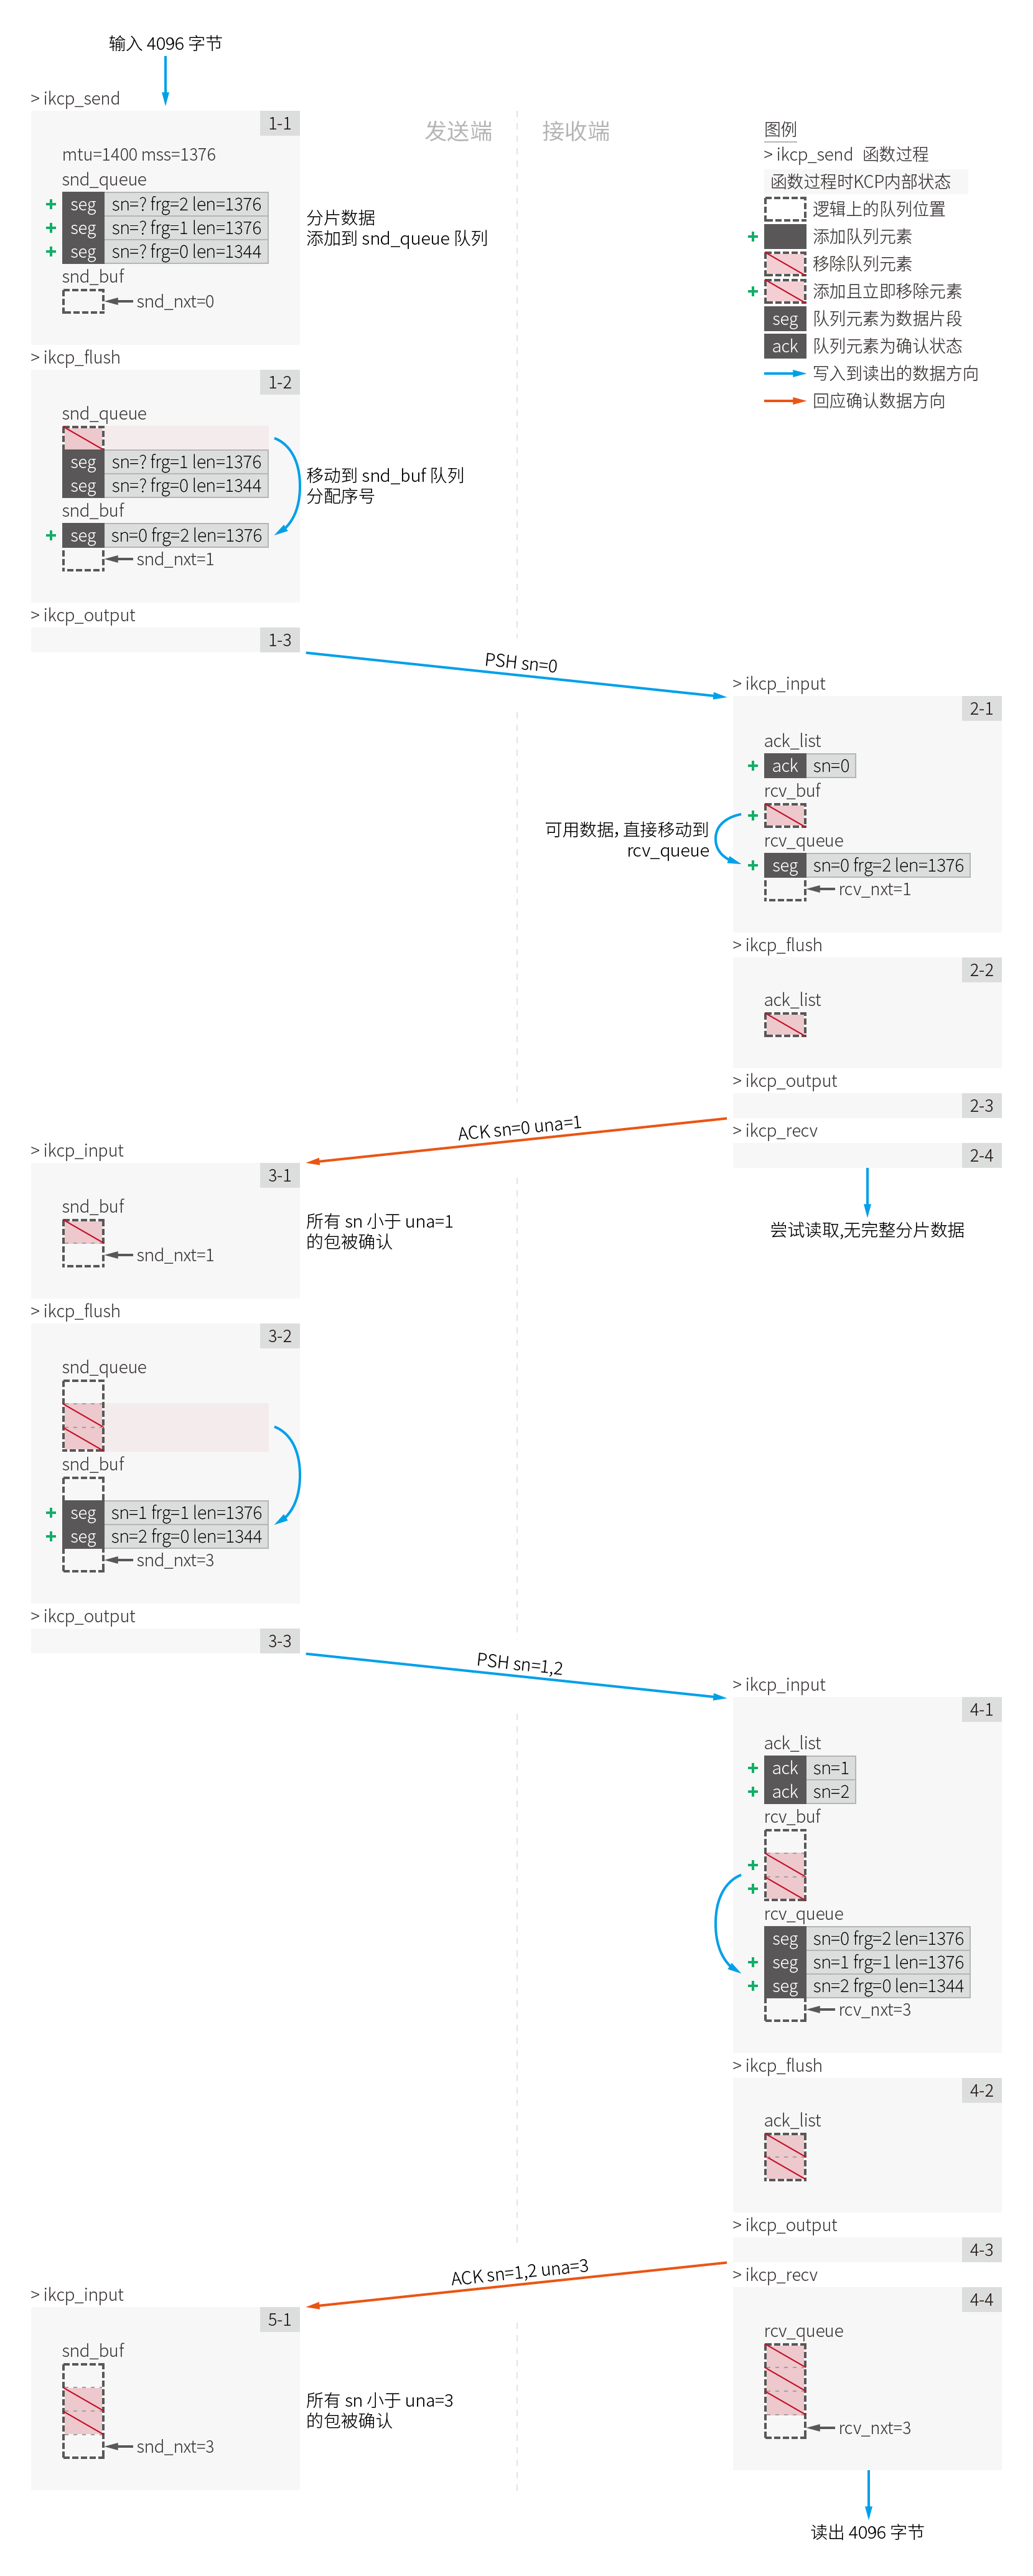 输入 4096 字节
> ikcp_send
1-1
mtu=1400 mss=1376
snd_queue
seg sn=? frg=2 len=1376
seg sn=? frg=1 len=1376
seg sn=? frg=0 len=1344
snd_buf
snd_nxt=0
分片数据
添加到 snd_queue 队列
发送端
接收端
图例
> ikcp_send 函数过程
函数过程时KCP内部状态
逻辑上的队列位置
添加队列元素
移除队列元素
添加且立即移除元素
seg 队列元素为数据片段
ack 队列元素为确认状态
写入到读出的数据方向
回应确认数据方向
> ikcp_flush
1-2
snd_queue
seg sn=? frg=1 len=1376
seg sn=? frg=0 len=1344
snd_buf
seg sn=0 frg=2 len=1376
snd_nxt=1
移动到 snd_buf 队列
分配序号
> ikcp_output
1-3
PSH sn=0
> ikcp_input
2-1
ack_list
ack sn=0
rcv_buf
可用数据，直接移动到
rcv_queue
rcv_queue
seg sn=0 frg=2 len=1376
rcv_nxt=1
> ikcp_flush
2-2
ack_list
> ikcp_output
2-3
ACK sn=0 una=1
> ikcp_recv
2-4
尝试读取,无完整分片数据
> ikcp_input
3-1
snd_buf
snd_nxt=1
所有 sn 小于 una=1
的包被确认
> ikcp_flush
3-2
snd_queue
snd_buf
seg sn=1 frg=1 len=1376
seg sn=2 frg=0 len=1344
snd_nxt=3
> ikcp_output
3-3
PSH sn=1,2
> ikcp_input
4-1
ack_list
ack sn=1
ack sn=2
rcv_buf
rcv_queue
seg sn=0 frg=2 len=1376
seg sn=1 frg=1 len=1376
seg sn=2 frg=0 len=1344
rcv_nxt=3
> ikcp_flush
4-2
ack_list
> ikcp_output
4-3
ACK sn=1,2 una=3
> ikcp_recv
4-4
rcv_queue
rcv_nxt=3
读出 4096 字节
> ikcp_input
5-1
snd_buf
snd_nxt=3
所有 sn 小于 una=3
的包被确认